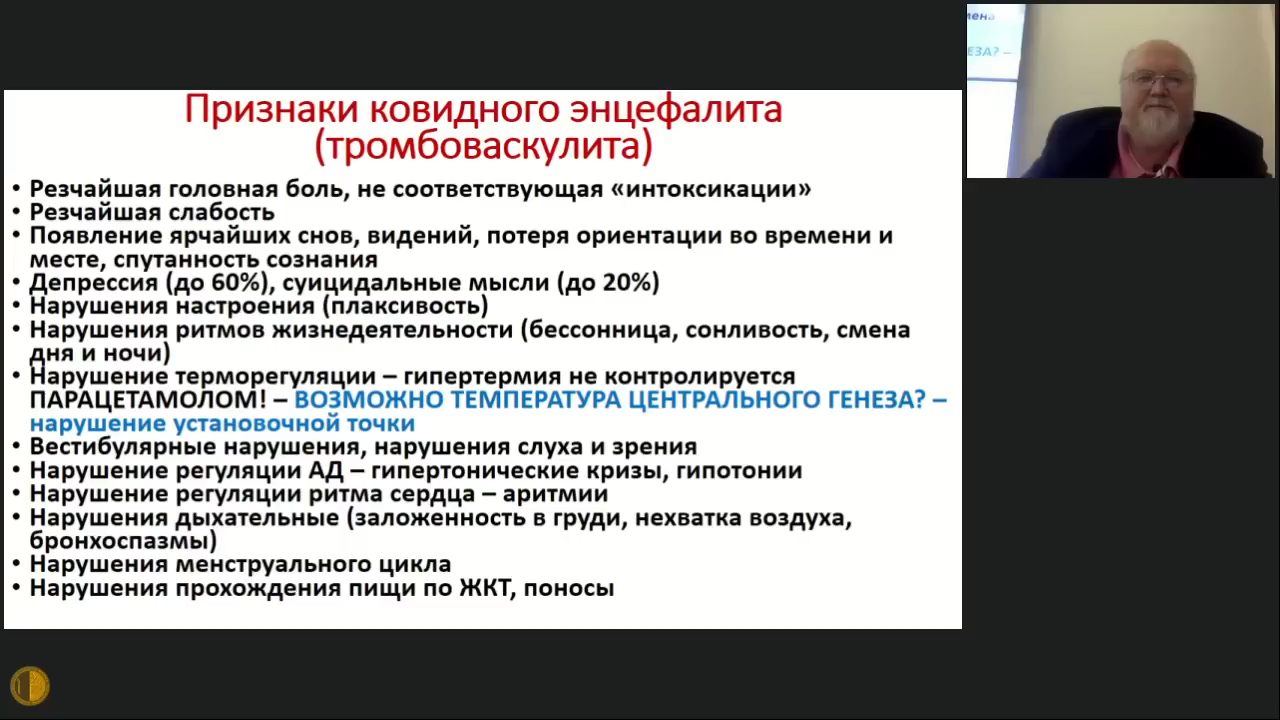 Признаки ковидного энцефалита
(тромбоваскулита)
• Резчайшая головная боль, не соответствующая «интоксикации»
• Резчайшая слабость
• Появление ярчайших снов, видений, потеря ориентации во времени и
месте, спутанность сознания
• Депрессия (до 60%), суицидальные мысли (до 20%)
• Нарушения настроения (плаксивость)
• Нарушения ритмов жизнедеятельности (бессонница, сонливость, смена
дня и ночи)
• Нарушение терморегуляции – гипертермия не контролируется
ПАРАЦЕТАМОЛОМ! – ВОЗМОЖНО ТЕМПЕРАТУРА ЦЕНТРАЛЬНОГО ГЕНЕЗА? –
нарушение установочной точки
• Вестибулярные нарушения, нарушения слуха и зрения
• Нарушение регуляции АД – гипертонические кризы, гипотонии
• Нарушение регуляции ритма сердца – аритмии
• Нарушения дыхательные (заложенность в груди, нехватка воздуха,
бронхоспазмы)
• Нарушения менструального цикла
• Нарушения прохождения пищи по ЖКТ, поносы
мена
ЕЗА? –